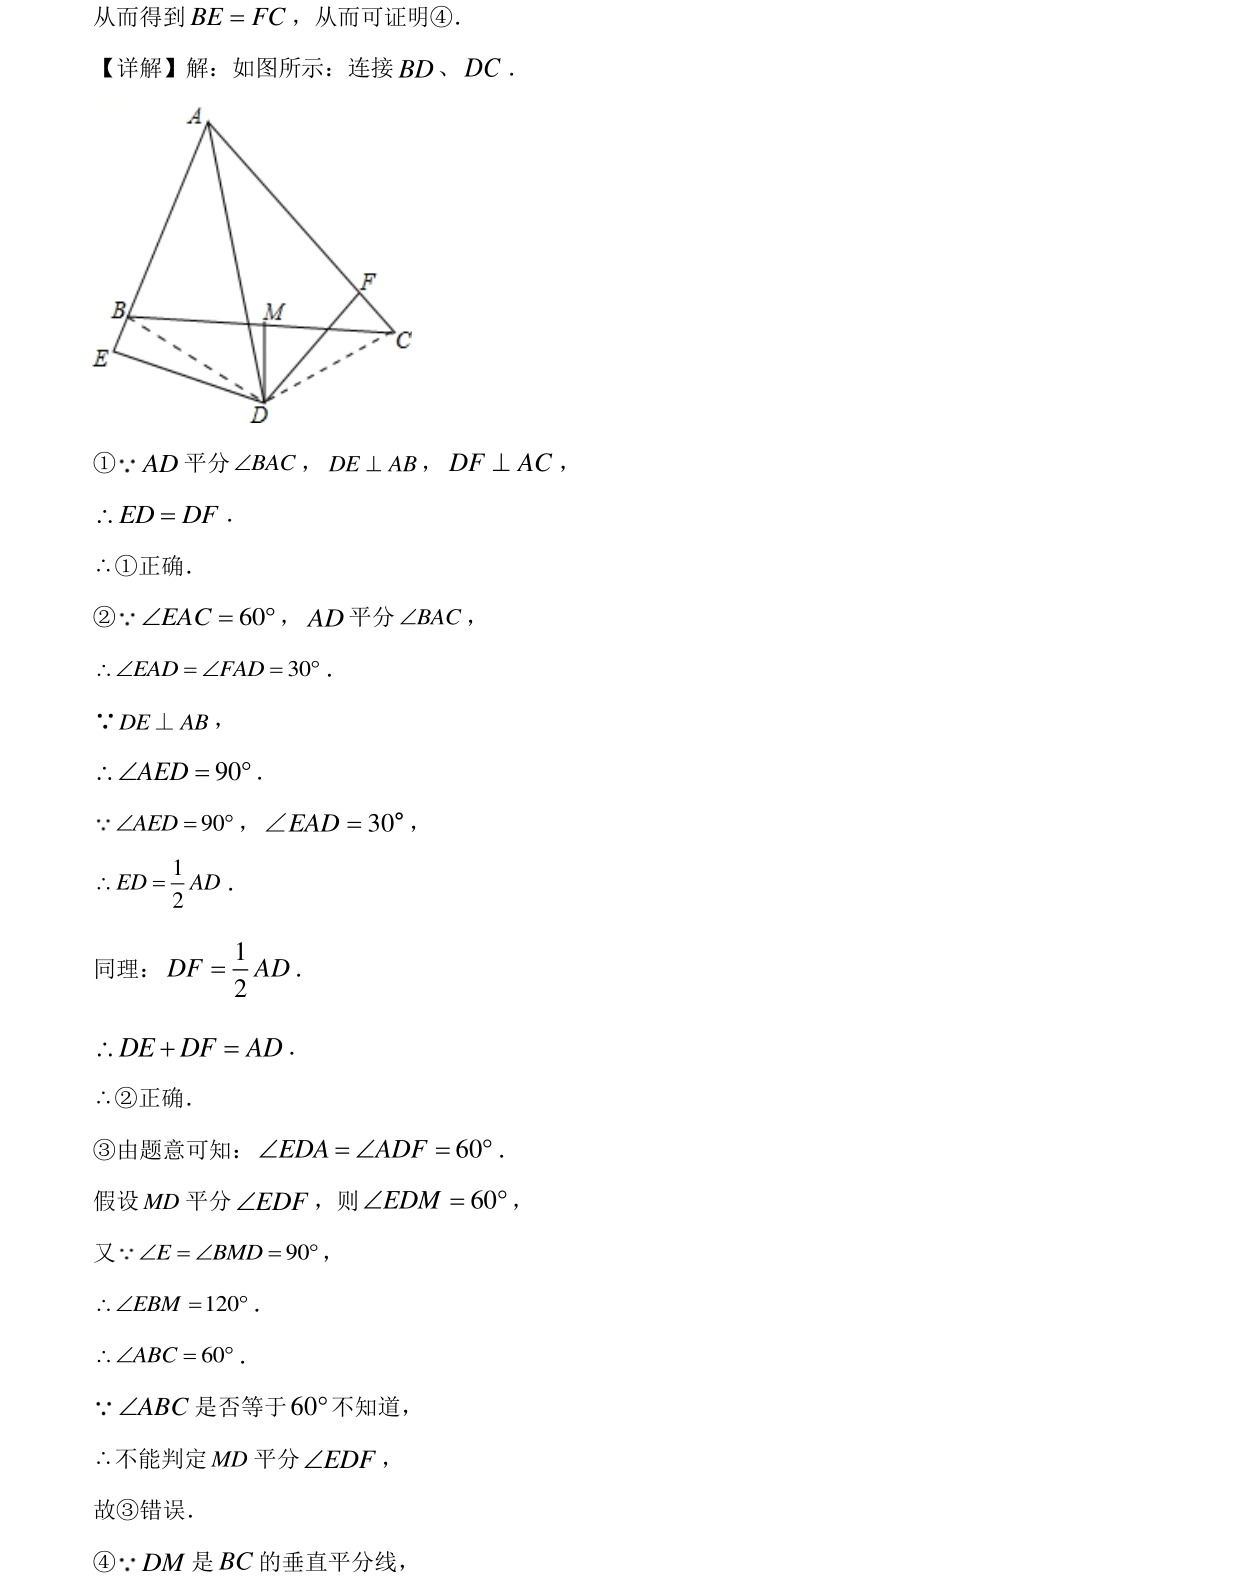 从而得到BE = FC，从而可证明④．
【详解】解：如图所示：连接BD、DC．
A
F
B
M
C
E
D
①∵AD平分∠BAC，DE⊥AB，DF⊥AC，
∴ED = DF．
∴①正确．
②∵∠EAC = 60°，AD平分∠BAC，
∴∠EAD = ∠FAD = 30°．
∵DE⊥AB，
∴∠AED = 90°．
∵∠AED = 90°，∠EAD = 30°，
∴ED = 1/2 AD．
同理：DF = 1/2 AD．
∴DE + DF = AD．
∴②正确．
③由题意可知：∠EDA = ∠ADF = 60°．
假设MD平分∠EDF，则∠EDM = 60°，
又∵∠E = ∠BMD = 90°，
∴∠EBM = 120°．
∴∠ABC = 60°．
∵∠ABC是否等于60°不知道，
∴不能判定MD平分∠EDF，
故③错误．
④∵DM是BC的垂直平分线，